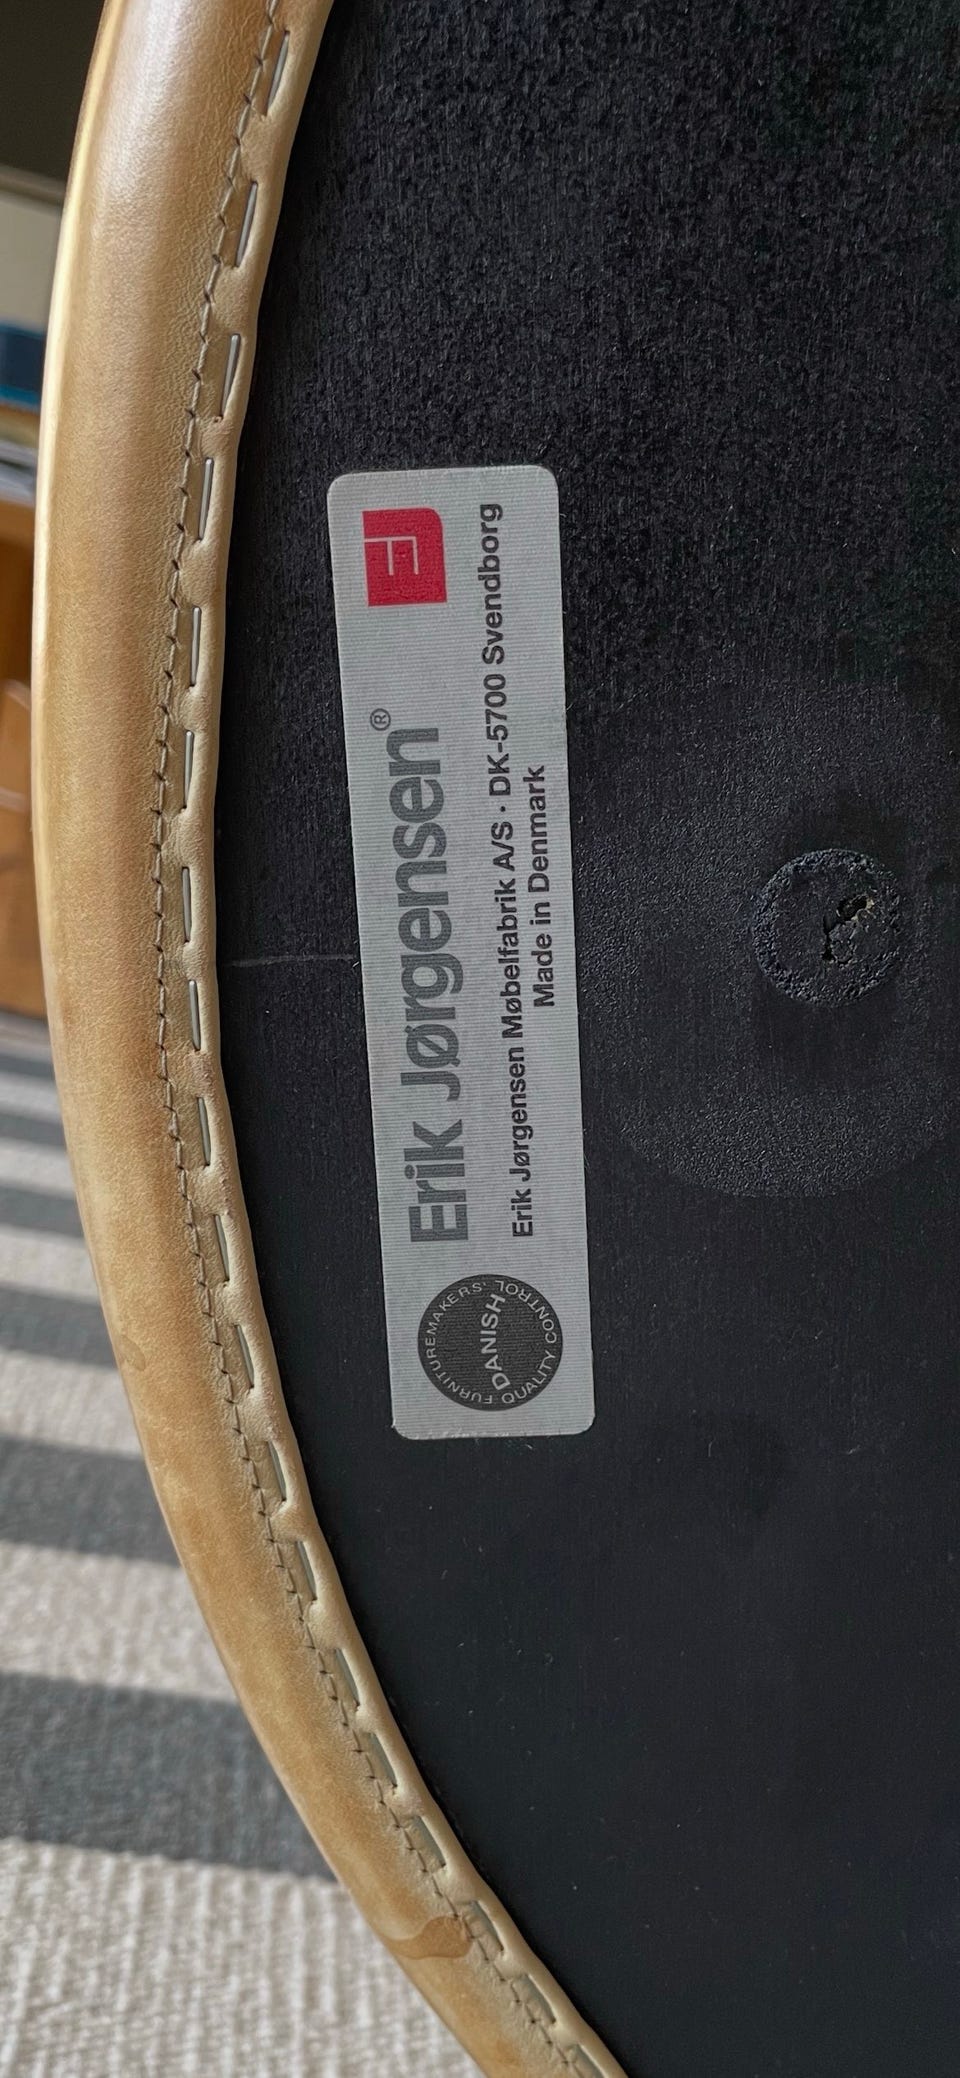 Erik Jørgensen®
Erik Jørgensen Møbelfabrik A/S · DK-5700 Svendborg
Made in Denmark
FURNITUREMAKERS'
DANISH
QUALITY CONTROL